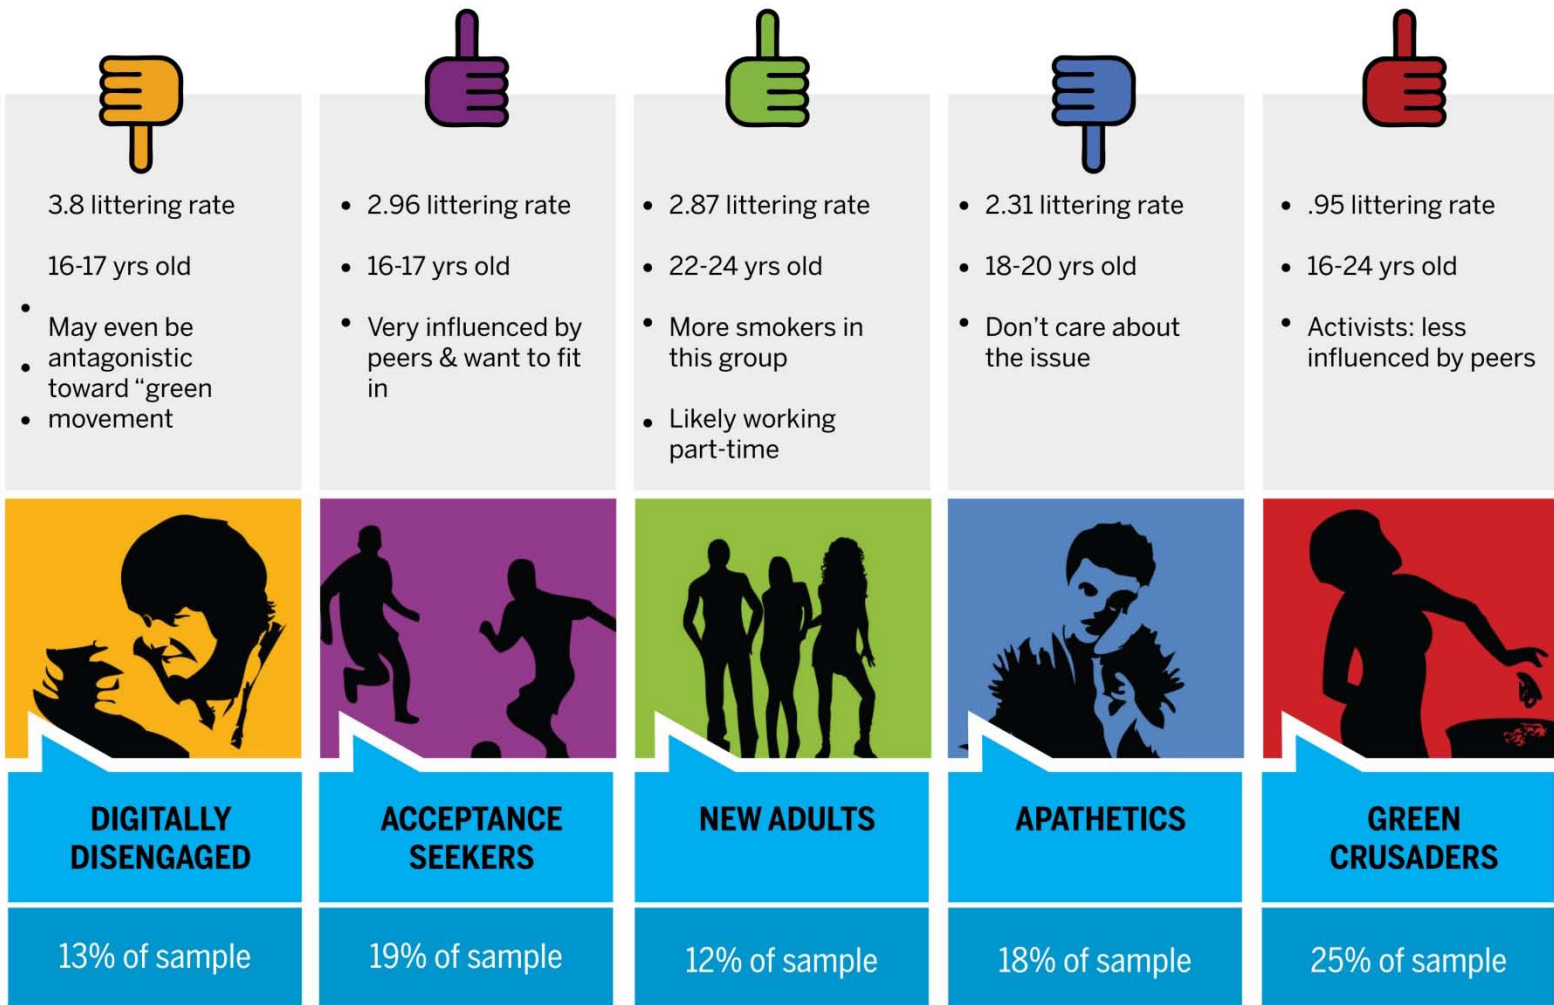 3.8 littering rate
16-17 yrs old
May even be
antagonistic
toward “green
movement
• 2.96 littering rate
• 16-17 yrs old
• Very influenced by
peers & want to fit
in
• 2.87 littering rate
• 22-24 yrs old
• More smokers in
this group
• Likely working
part-time
• 2.31 littering rate
• 18-20 yrs old
• Don’t care about
the issue
• .95 littering rate
• 16-24 yrs old
• Activists: less
influenced by peers
DIGITALLY
DISENGAGED
ACCEPTANCE
SEEKERS
NEW ADULTS
APATHETICS
GREEN
CRUSADERS
13% of sample
19% of sample
12% of sample
18% of sample
25% of sample